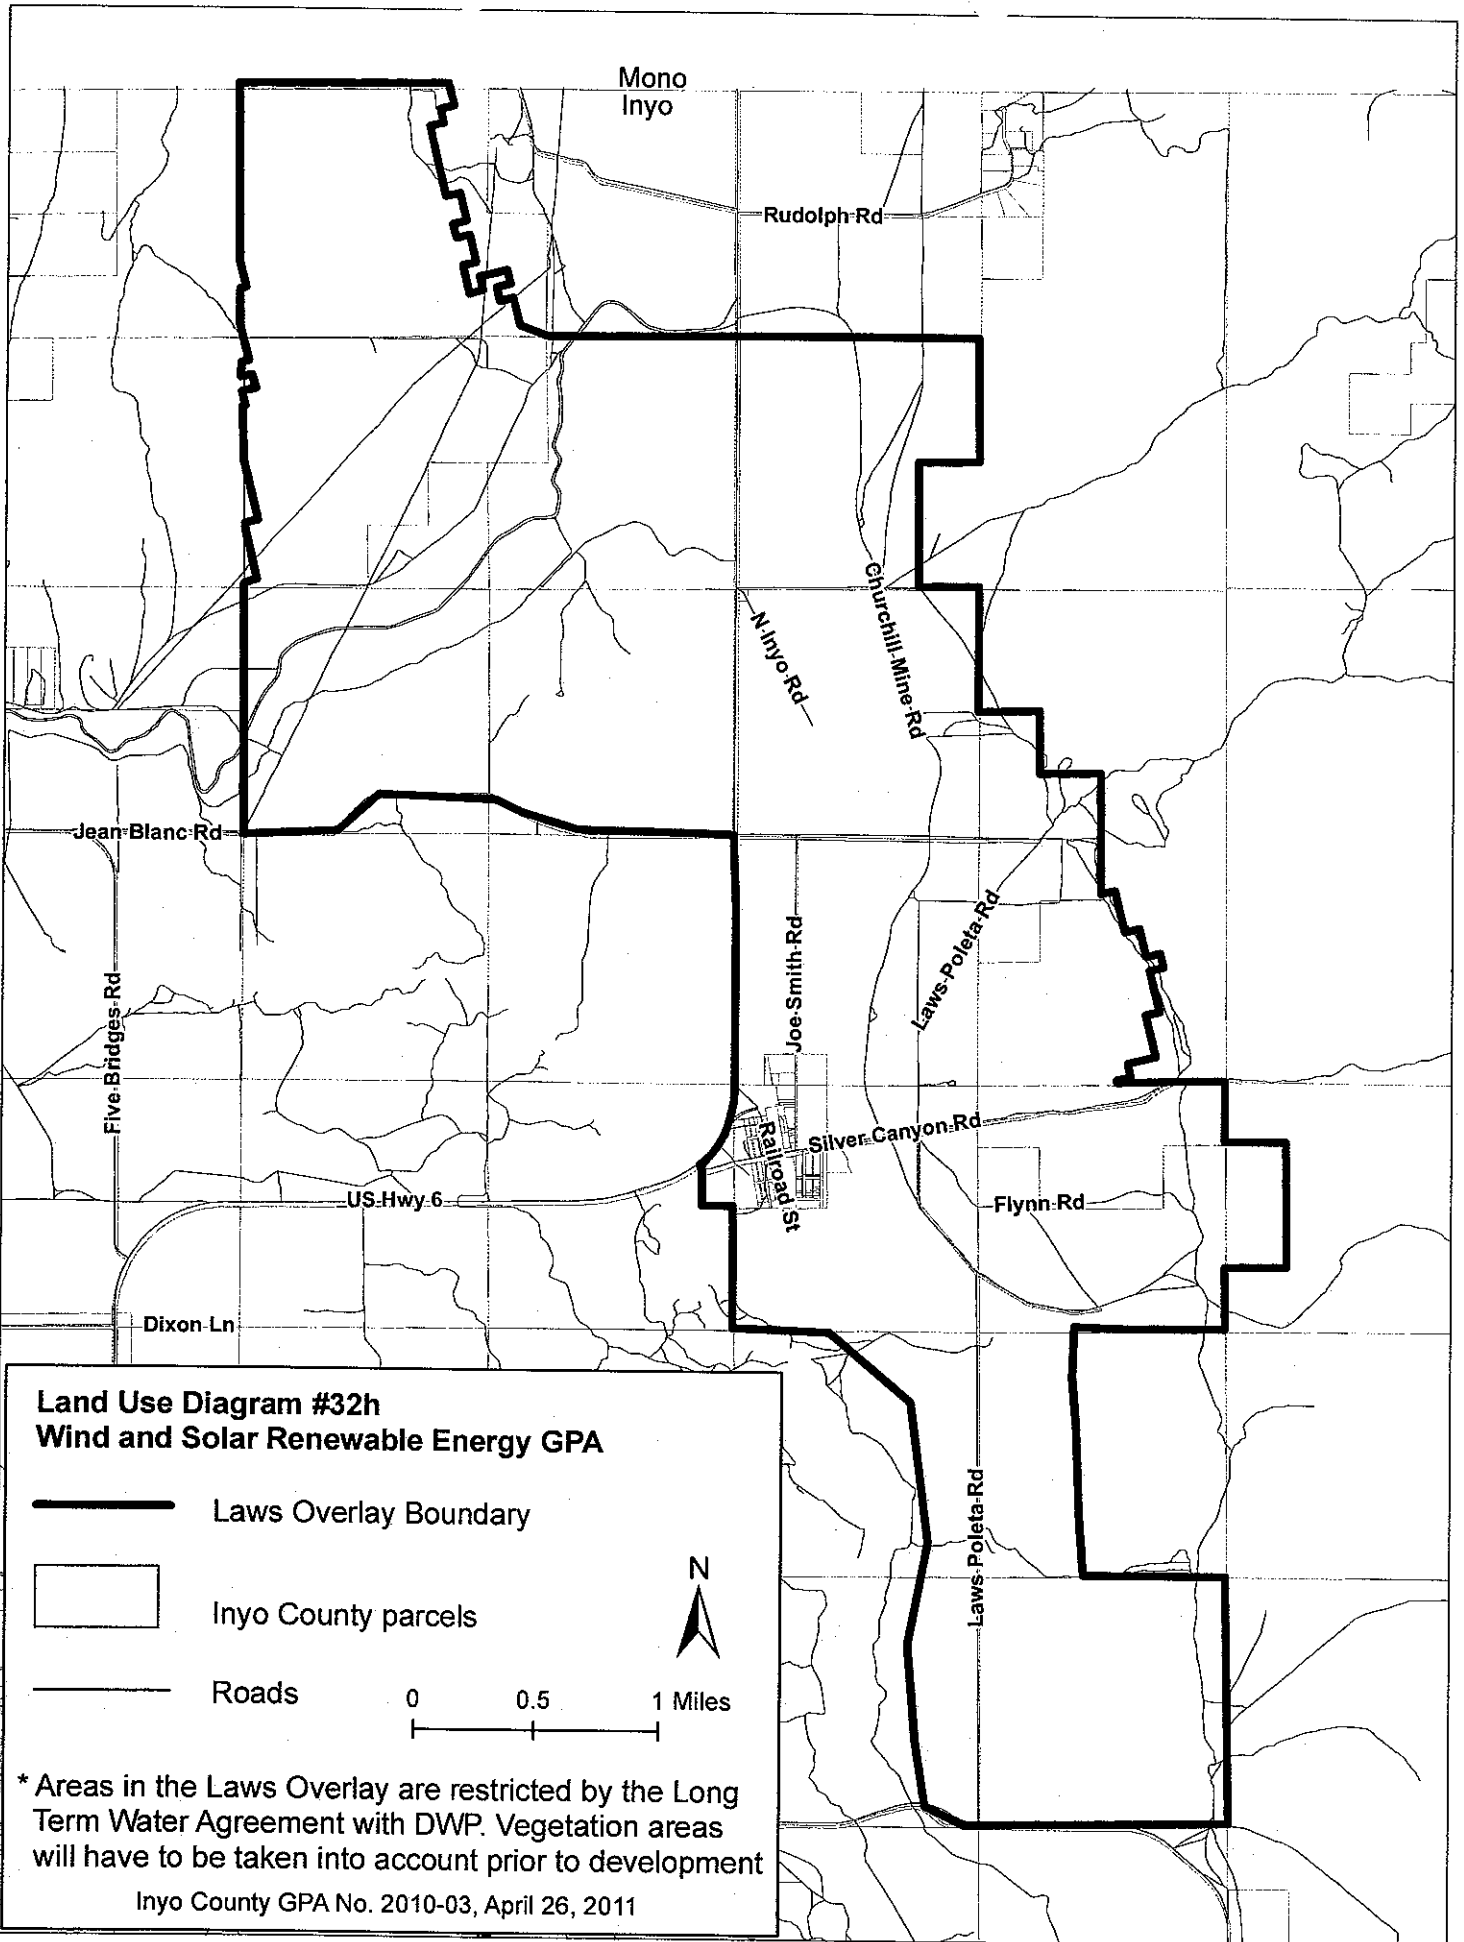 Mono
Inyo
Rudolph Rd
Churchill Mine Rd
N Inyo Rd
Jean Blanc Rd
Laws-Poleta Rd
Joe Smith Rd
Five Bridges Rd
Silver Canyon Rd
Railroad St
US Hwy 6
Flynn Rd
Dixon Ln
Laws-Poleta Rd
Land Use Diagram #32h
Wind and Solar Renewable Energy GPA
Laws Overlay Boundary
Inyo County parcels
Roads
N
0 0.5 1 Miles
* Areas in the Laws Overlay are restricted by the Long
Term Water Agreement with DWP. Vegetation areas
will have to be taken into account prior to development
Inyo County GPA No. 2010-03, April 26, 2011